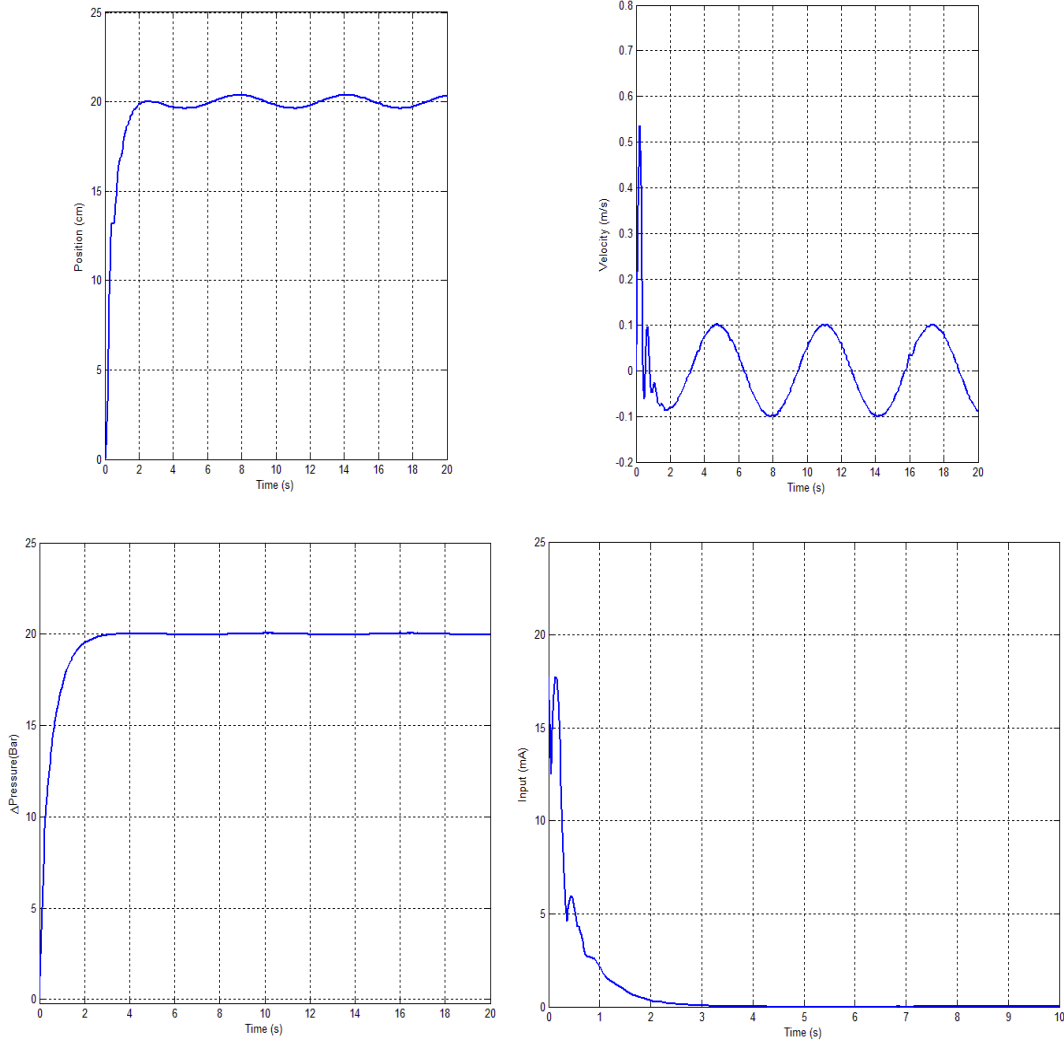 25
20
15
10
5
0
Position (cm)
0 2 4 6 8 10 12 14 16 18 20
Time (s)
0.8
0.7
0.6
0.5
0.4
0.3
0.2
0.1
0
-0.1
-0.2
Velocity (m/s)
0 2 4 6 8 10 12 14 16 18 20
Time (s)
25
20
15
10
5
0
ΔPressure(Bar)
0 2 4 6 8 10 12 14 16 18 20
Time (s)
25
20
15
10
5
0
Input (mA)
0 1 2 3 4 5 6 7 8 9 10
Time (s)